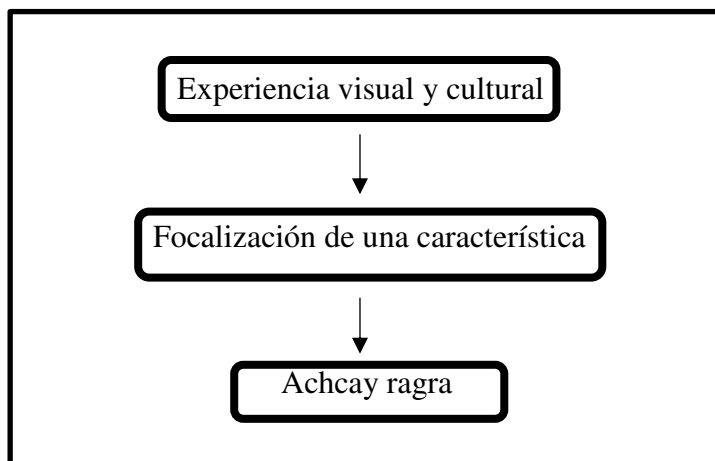 Experiencia visual y cultural
Focalización de una característica
Achcay ragra